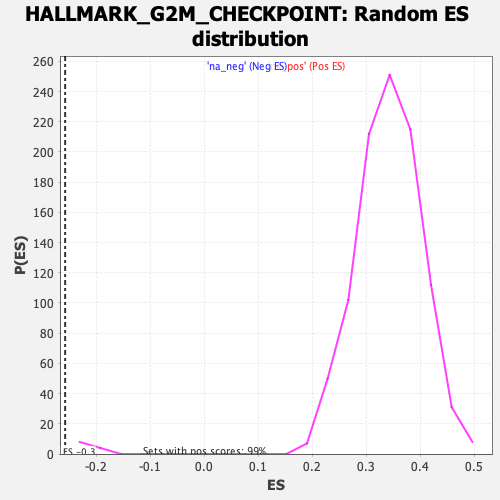 HALLMARK_G2M_CHECKPOINT: Random ES
distribution
'na_neg' (Neg ES)pos' (Pos ES)
260
240
220
200
180
160
140
120
100
80
60
40
20
0
P(ES)
ES -0.3
Sets with pos scores: 99%
-0.2 -0.1 0.0 0.1 0.2 0.3 0.4 0.5
ES